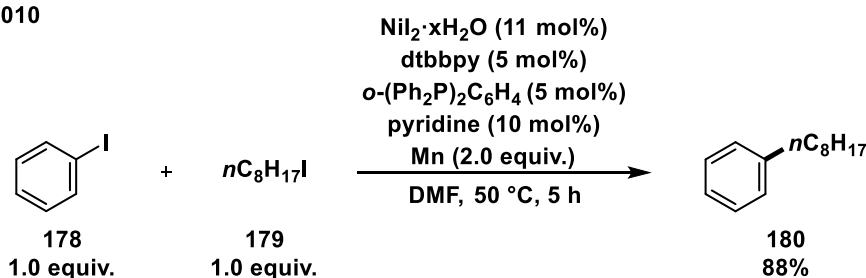 010
NiI₂·xH₂O (11 mol%)
dtbbpy (5 mol%)
o-(Ph₂P)₂C₆H₄ (5 mol%)
pyridine (10 mol%)
Mn (2.0 equiv.)
DMF, 50 °C, 5 h
I
+
nC₈H₁₇I
nC₈H₁₇
178
179
180
1.0 equiv.
1.0 equiv.
88%